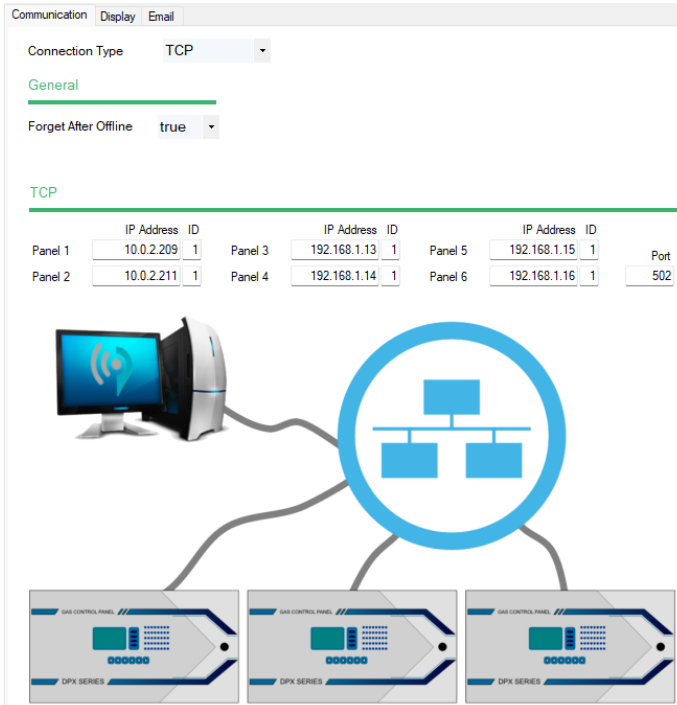 Communication Display Email
Connection Type TCP
General
Forget After Offline true
TCP
IP Address ID IP Address ID IP Address ID
Panel 1 10.0.2.209 1 Panel 3 192.168.1.13 1 Panel 5 192.168.1.15 1 Port
Panel 2 10.0.2.211 1 Panel 4 192.168.1.14 1 Panel 6 192.168.1.16 1 502
GAS CONTROL PANEL GAS CONTROL PANEL GAS CONTROL PANEL
DPX SERIES DPX SERIES DPX SERIES